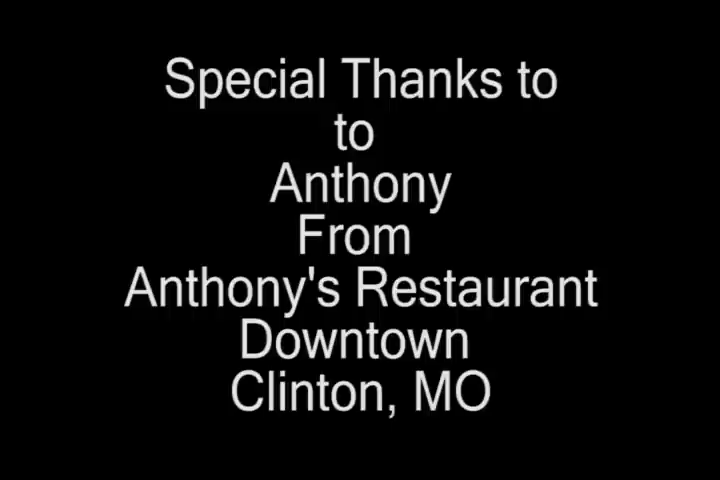 Special Thanks to
to
Anthony
From
Anthony's Restaurant
Downtown
Clinton, MO